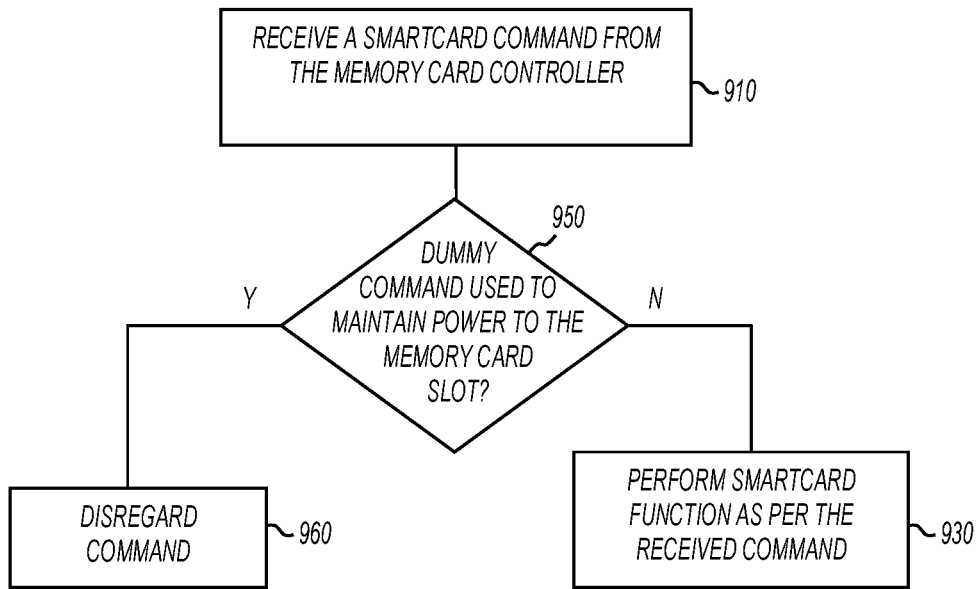 RECEIVE A SMARTCARD COMMAND FROM
THE MEMORY CARD CONTROLLER
910
950
DUMMY
COMMAND USED TO
MAINTAIN POWER TO THE
MEMORY CARD
SLOT?
Y
N
DISREGARD
COMMAND
960
PERFORM SMARTCARD
FUNCTION AS PER THE
RECEIVED COMMAND
930